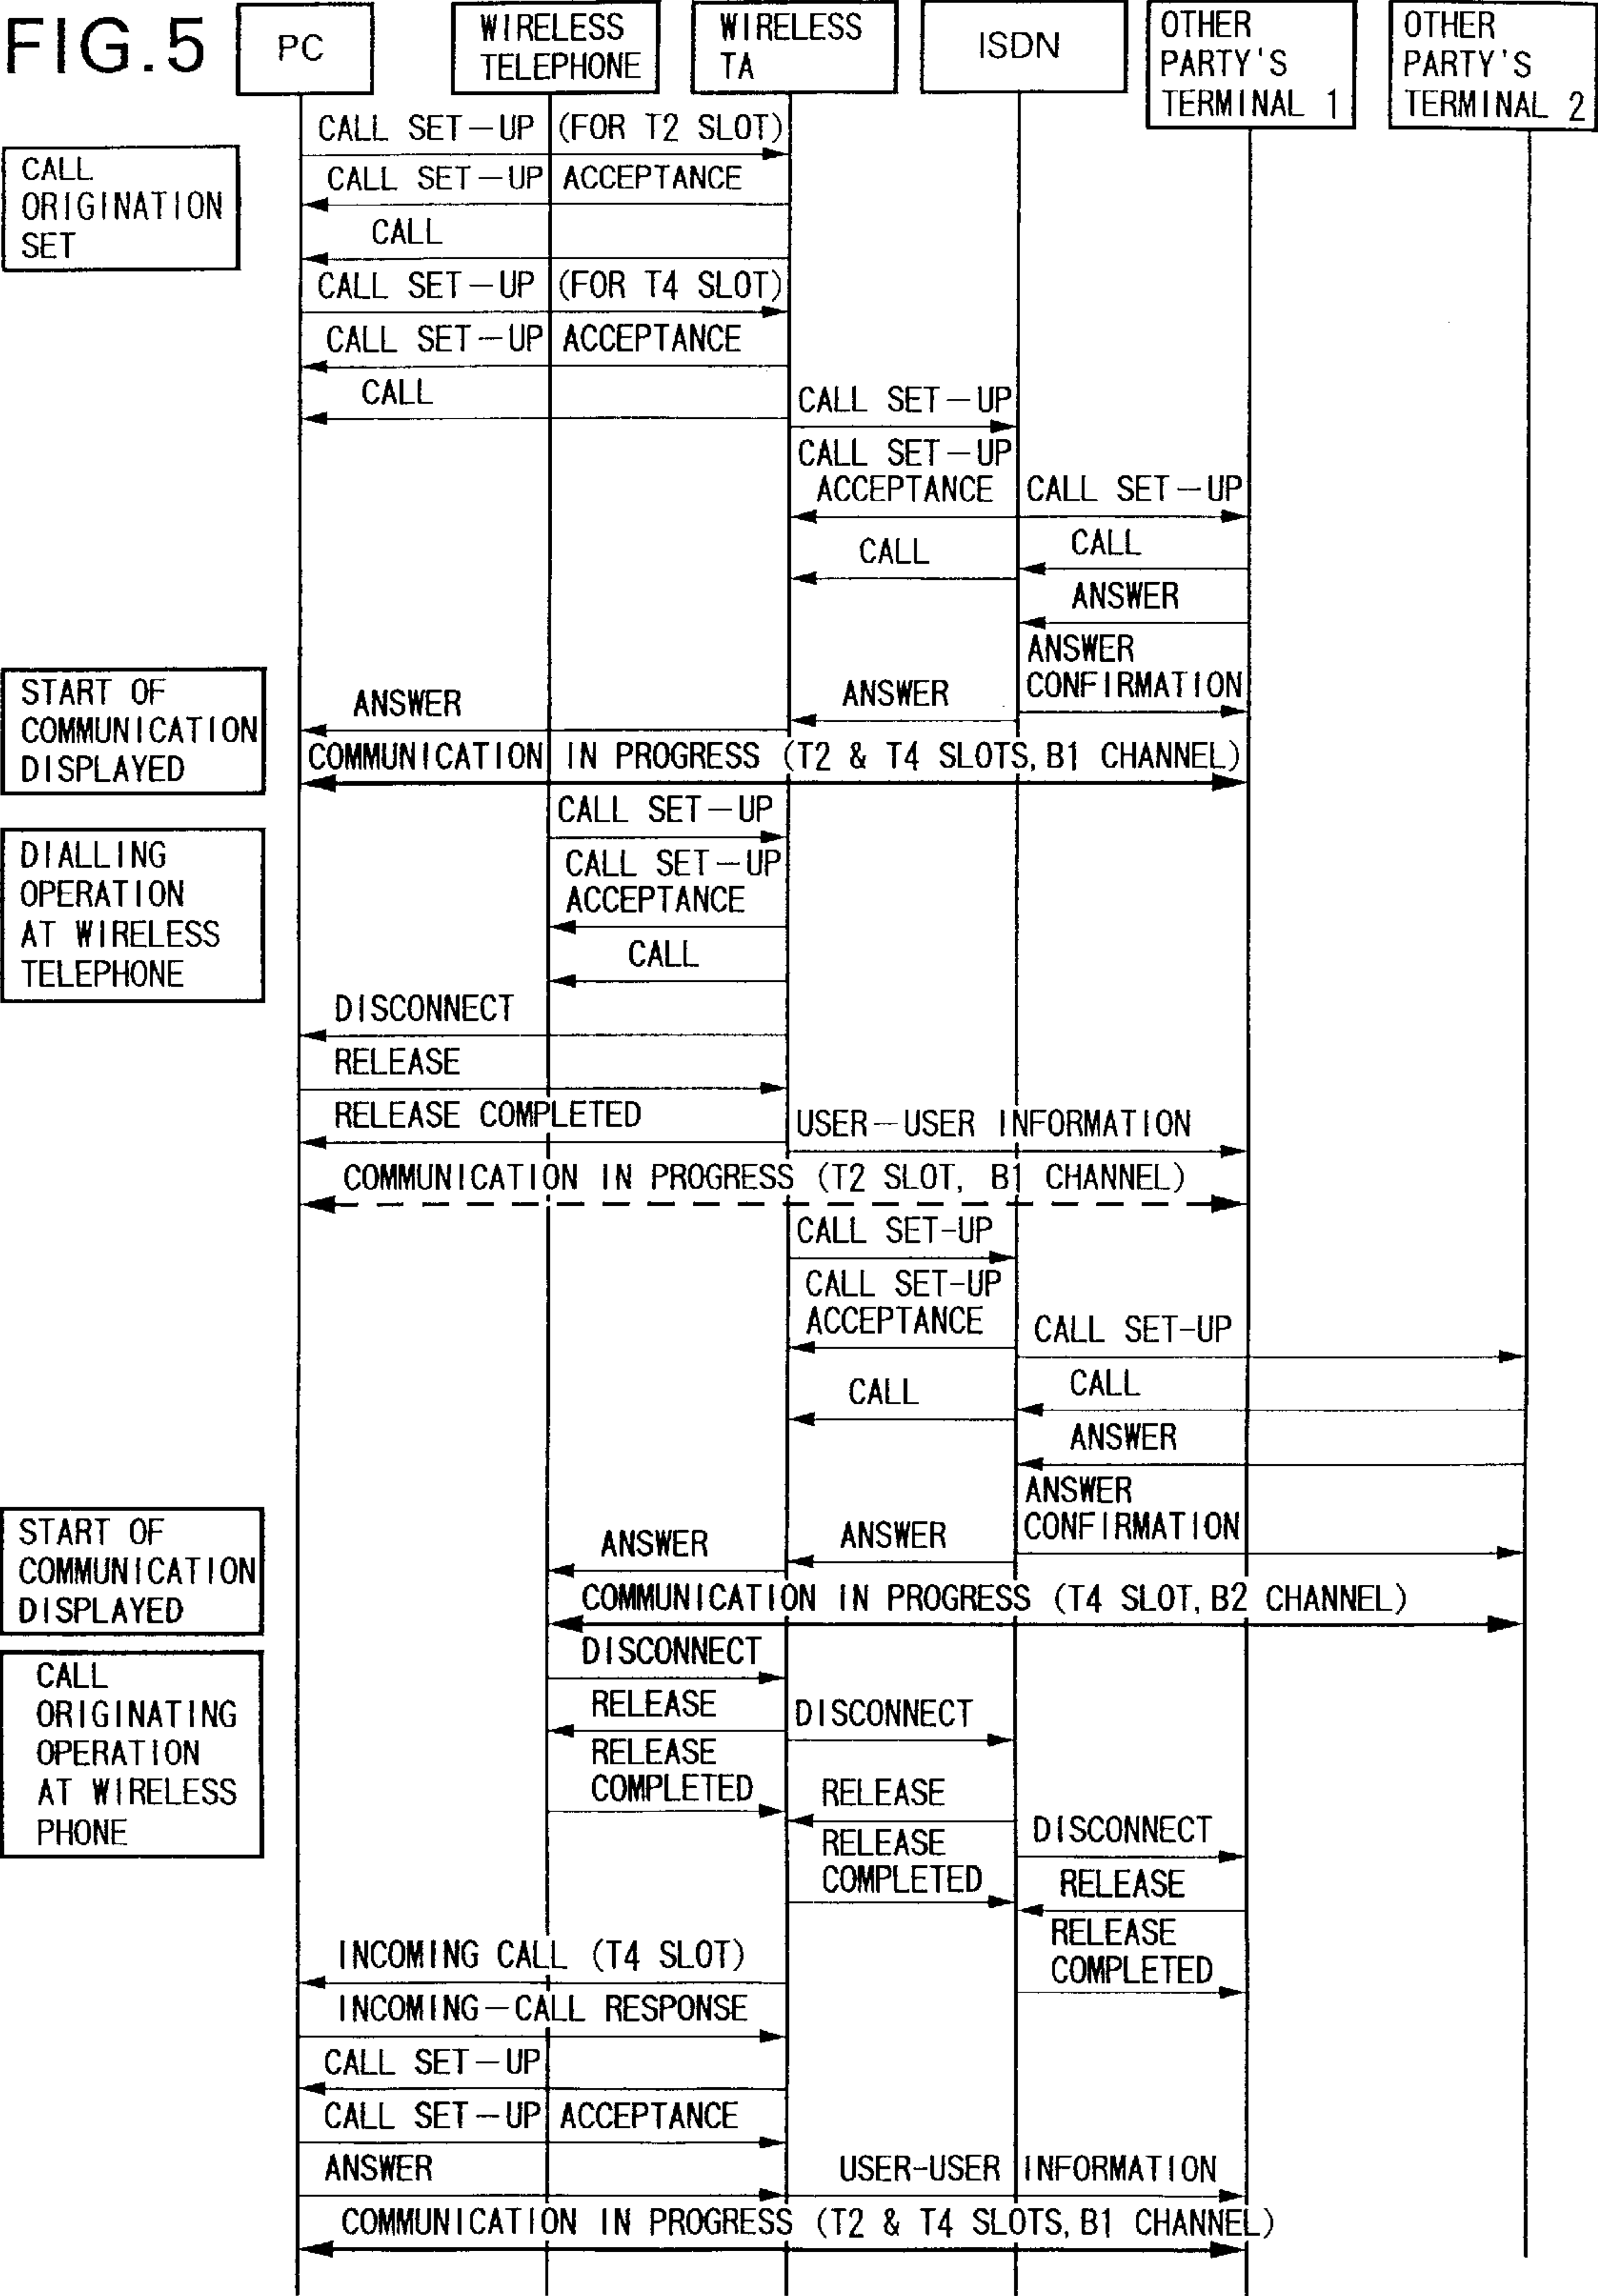 FIG.5
PC
WIRELESS
TELEPHONE
WIRELESS
TA
ISDN
OTHER
PARTY'S
TERMINAL 1
OTHER
PARTY'S
TERMINAL 2
CALL SET-UP (FOR T2 SLOT)
CALL
ORIGINATION
SET
CALL SET-UP ACCEPTANCE
CALL
CALL SET-UP (FOR T4 SLOT)
CALL SET-UP ACCEPTANCE
CALL
CALL SET-UP
CALL SET-UP
ACCEPTANCE
CALL SET-UP
CALL
CALL
ANSWER
ANSWER
CONFIRMATION
START OF
COMMUNICATION
DISPLAYED
ANSWER
ANSWER
COMMUNICATION IN PROGRESS (T2 & T4 SLOTS, B1 CHANNEL)
CALL SET-UP
DIALLING
OPERATION
AT WIRELESS
TELEPHONE
CALL SET-UP
ACCEPTANCE
CALL
DISCONNECT
RELEASE
RELEASE COMPLETED
USER-USER INFORMATION
COMMUNICATION IN PROGRESS (T2 SLOT, B1 CHANNEL)
CALL SET-UP
CALL SET-UP
ACCEPTANCE
CALL SET-UP
CALL
CALL
ANSWER
ANSWER
CONFIRMATION
START OF
COMMUNICATION
DISPLAYED
ANSWER
ANSWER
COMMUNICATION IN PROGRESS (T4 SLOT, B2 CHANNEL)
DISCONNECT
CALL
ORIGINATING
OPERATION
AT WIRELESS
PHONE
RELEASE
DISCONNECT
RELEASE
COMPLETED
RELEASE
DISCONNECT
RELEASE
COMPLETED
RELEASE
RELEASE
COMPLETED
INCOMING CALL (T4 SLOT)
INCOMING-CALL RESPONSE
CALL SET-UP
CALL SET-UP ACCEPTANCE
ANSWER
USER-USER INFORMATION
COMMUNICATION IN PROGRESS (T2 & T4 SLOTS, B1 CHANNEL)